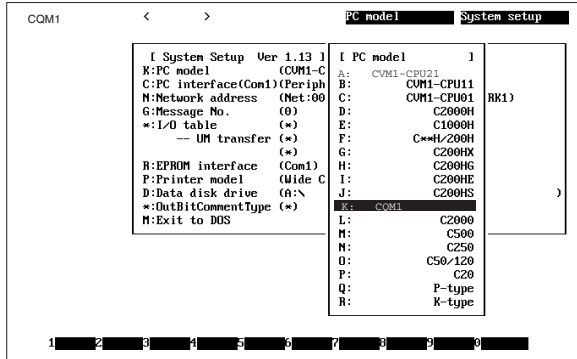 CQM1 < > PC model System setup
[ System Setup Ver 1.13 ] [ PC model ]
K:PC model (CVM1-C A: CVM1-CPU21
C:PC interface(Com1)(Periph B: CVM1-CPU11
N:Network address (Net:00 C: CVM1-CPU01 RK1)
G:Message No. (0) D: C2000H
*:I/O table (*) E: C1000H
-- UM transfer (*) F: C**H/200H
(*) G: C200HX
R:EPROM interface (Com1) H: C200HG
P:Printer model (Wide C I: C200HE
D:Data disk drive (A:\ J: C200HS )
*:OutBitCommentType (*) K: CQM1
M:Exit to DOS L: C2000
M: C500
N: C250
O: C50/120
P: C20
Q: P-type
R: K-type
1 2 3 4 5 6 7 8 9 0